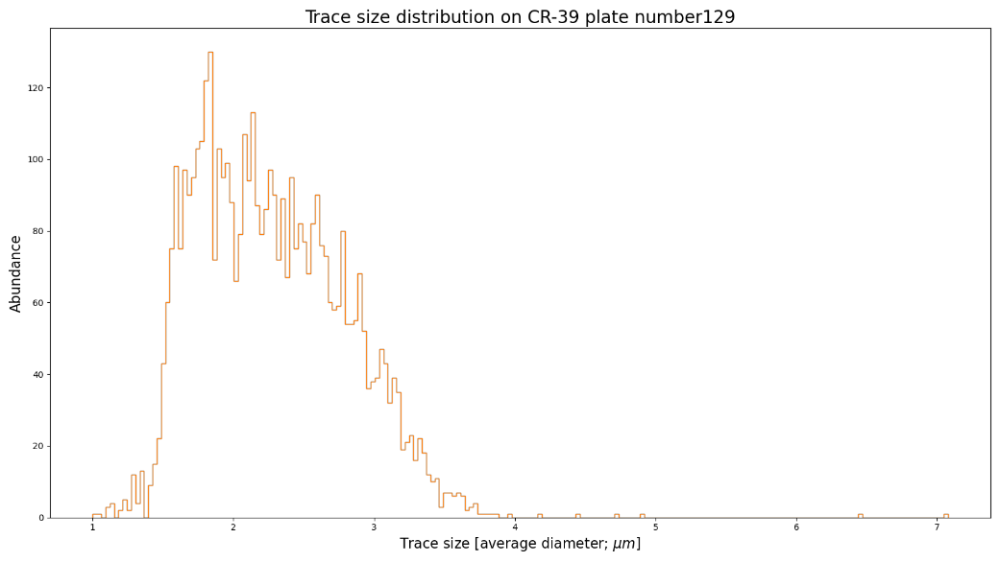 Trace size distribution on CR-39 plate number129
Abundance
120
100
80
60
40
20
0
1 2 3 4 5 6 7
Trace size [average diameter; μm]